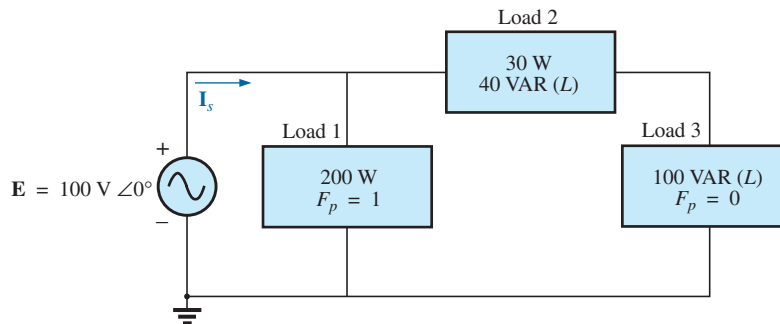 Load 2
30 W
40 VAR (L)
Iₛ
Load 1
Load 3
+
E = 100 V ∠0°
–
200 W
Fₚ = 1
100 VAR (L)
Fₚ = 0